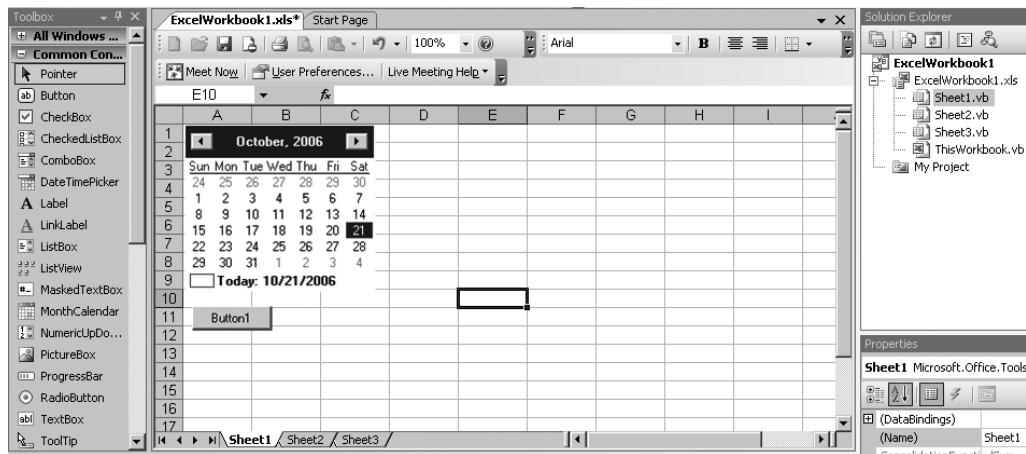 Toolbox
All Windows ...
Common Con...
Pointer
Button
CheckBox
CheckedListBox
ComboBox
DateTimePicker
Label
LinkLabel
ListBox
ListView
MaskedTextBox
MonthCalendar
NumericUpDo...
PictureBox
ProgressBar
RadioButton
TextBox
ToolTip
ExcelWorkbook1.xls* Start Page
100% Arial B
Meet Now User Preferences... Live Meeting Help
E10 fx
A B C D E F G H I
1
2
3
4
5
6
7
8
9
10
11
12
13
14
15
16
17
October, 2006
Sun Mon Tue Wed Thu Fri Sat
24 25 26 27 28 29 30
1 2 3 4 5 6 7
8 9 10 11 12 13 14
15 16 17 18 19 20 21
22 23 24 25 26 27 28
29 30 31 1 2 3 4
Today: 10/21/2006
Button1
Sheet1 Sheet2 Sheet3
Solution Explorer
ExcelWorkbook1
ExcelWorkbook1.xls
Sheet1.vb
Sheet2.vb
Sheet3.vb
ThisWorkbook.vb
My Project
Properties
Sheet1 Microsoft.Office.Tools
(DataBindings)
(Name) Sheet1